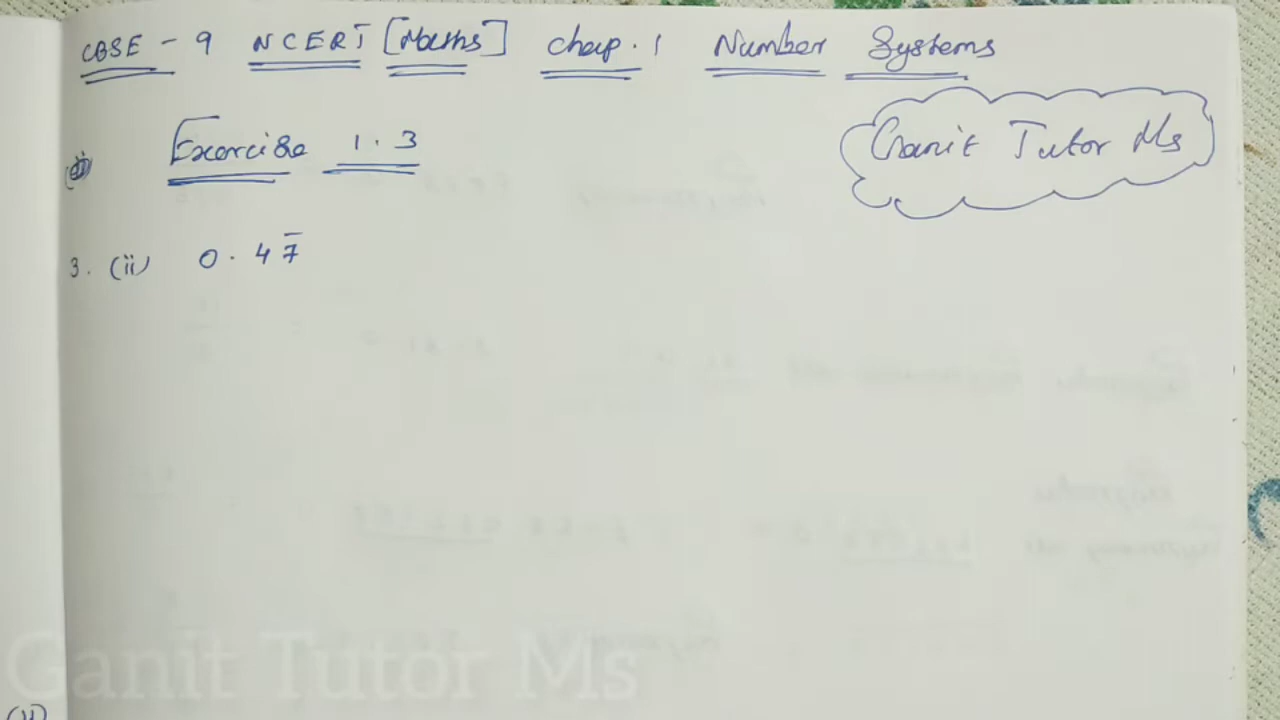 CBSE - 9 NCERT [Maths] chap. 1 Number Systems
Exercise 1.3
Ganit Tutor Ms
3. (ii) 0.47̅
Ganit Tutor Ms